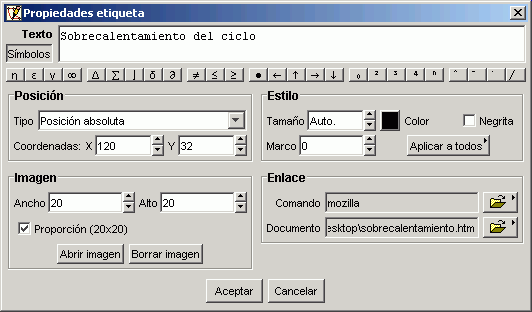 Propiedades etiqueta
Texto
Sobrecalentamiento del ciclo
Símbolos
η ε γ ∞ Δ Σ ∫ ∂ ≠ ≤ ≥ ● ← ↑ → ↓ ₀ ² ³ ⁴ ⁿ ^ ¨ ˙ /
Posición
Tipo Posición absoluta
Coordenadas: X 120 Y 32
Estilo
Tamaño Auto. Color Negrita
Marco 0 Aplicar a todos
Imagen
Ancho 20 Alto 20
Proporción (20x20)
Abrir imagen Borrar imagen
Enlace
Comando mozilla
Documento esktop\sobrecalentamiento.htm
Aceptar Cancelar